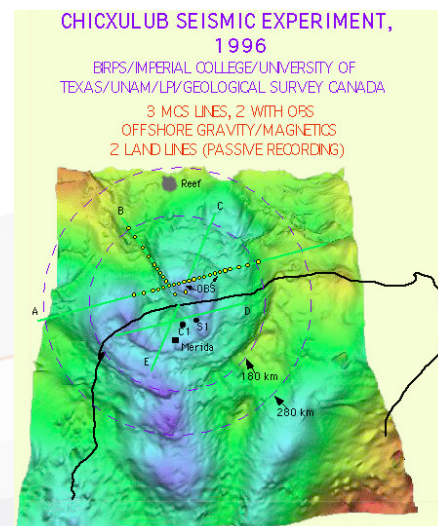 CHICXULUB SEISMIC EXPERIMENT,
1996
BIRPS/IMPERIAL COLLEGE/UNIVERSITY OF
TEXAS/UNAM/LPI/GEOLOGICAL SURVEY CANADA
3 MCS LINES, 2 WITH OBS
OFFSHORE GRAVITY/MAGNETICS
2 LAND LINES (PASSIVE RECORDING)
Reef
B
C
OBS
A
D
S1
C1
Merida
E
180 km
280 km